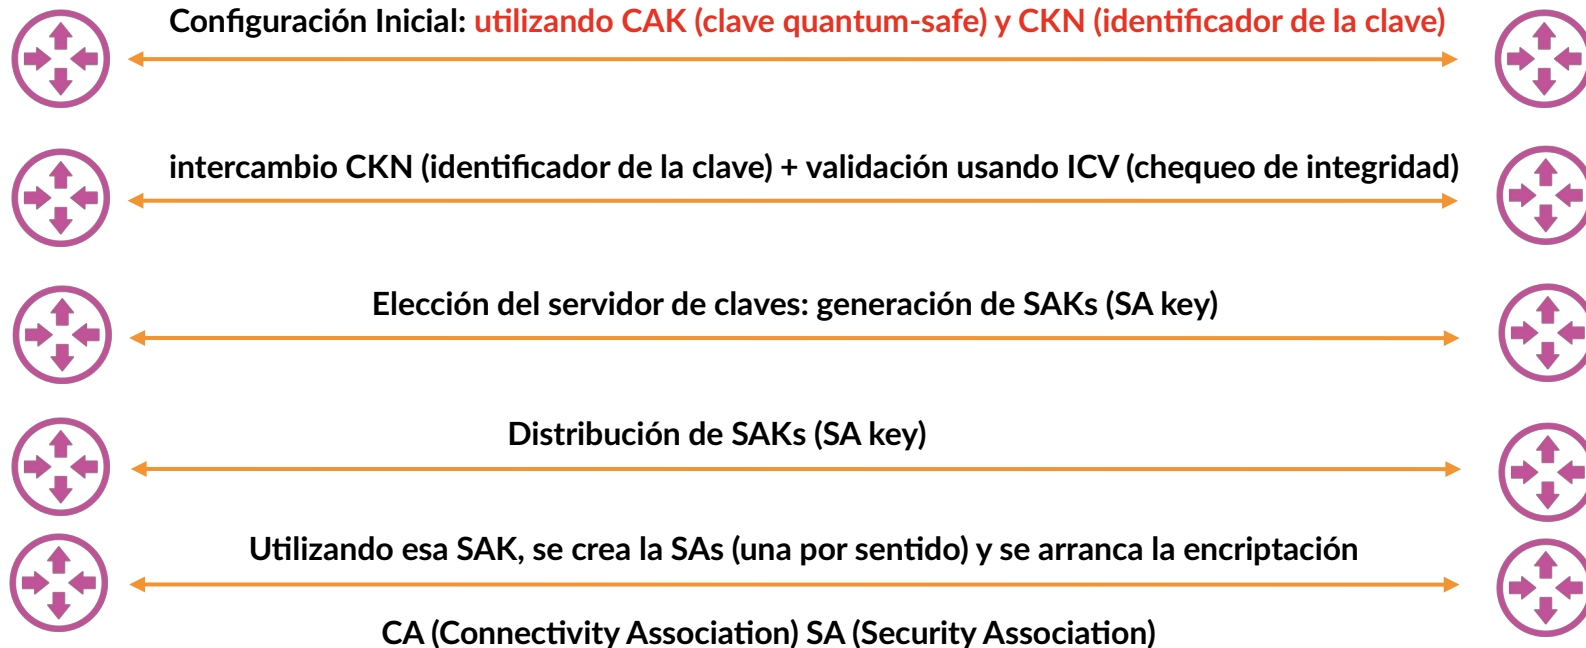 Configuración Inicial: utilizando CAK (clave quantum-safe) y CKN (identificador de la clave)
intercambio CKN (identificador de la clave) + validación usando ICV (chequeo de integridad)
Elección del servidor de claves: generación de SAKs (SA key)
Distribución de SAKs (SA key)
Utilizando esa SAK, se crea la SAs (una por sentido) y se arranca la encriptación
CA (Connectivity Association) SA (Security Association)